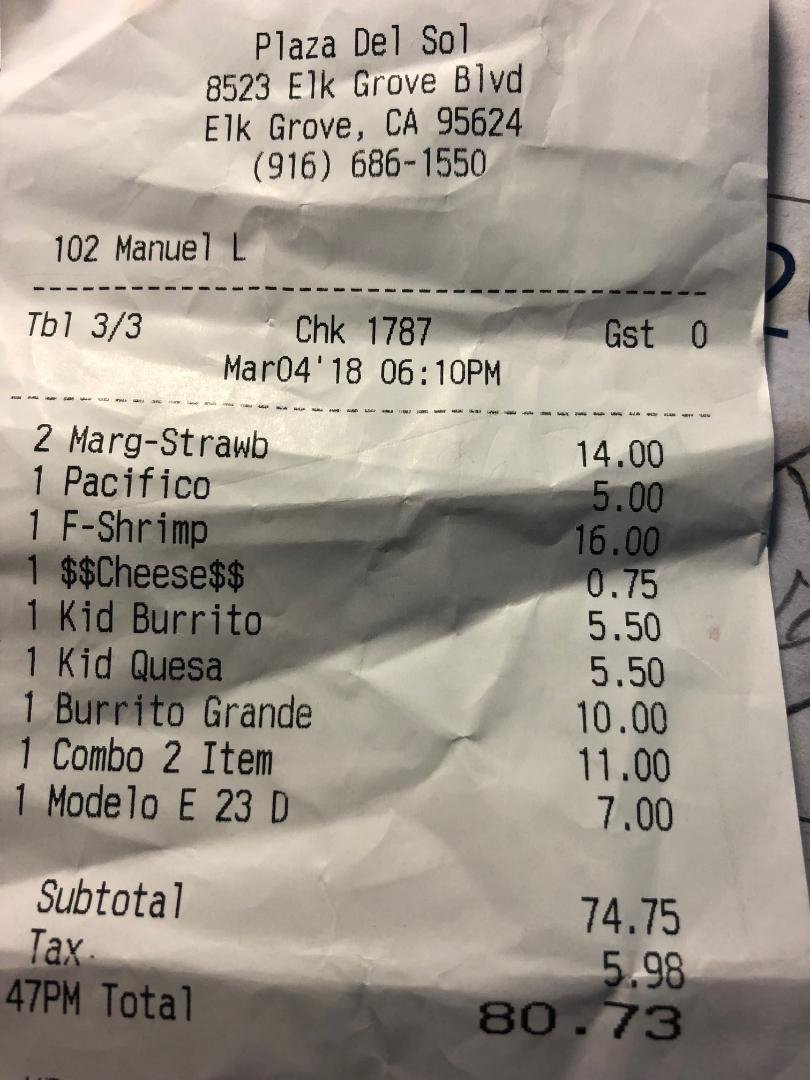 Plaza Del Sol
8523 Elk Grove Blvd
Elk Grove, CA 95624
(916) 686-1550
102 Manuel L
Tbl 3/3 Chk 1787 Gst 0
Mar04'18 06:10PM
2 Marg-Strawb 14.00
1 Pacifico 5.00
1 F-Shrimp 16.00
1 $$Cheese$$ 0.75
1 Kid Burrito 5.50
1 Kid Quesa 5.50
1 Burrito Grande 10.00
1 Combo 2 Item 11.00
1 Modelo E 23 D 7.00
Subtotal 74.75
Tax 5.98
47PM Total 80.73